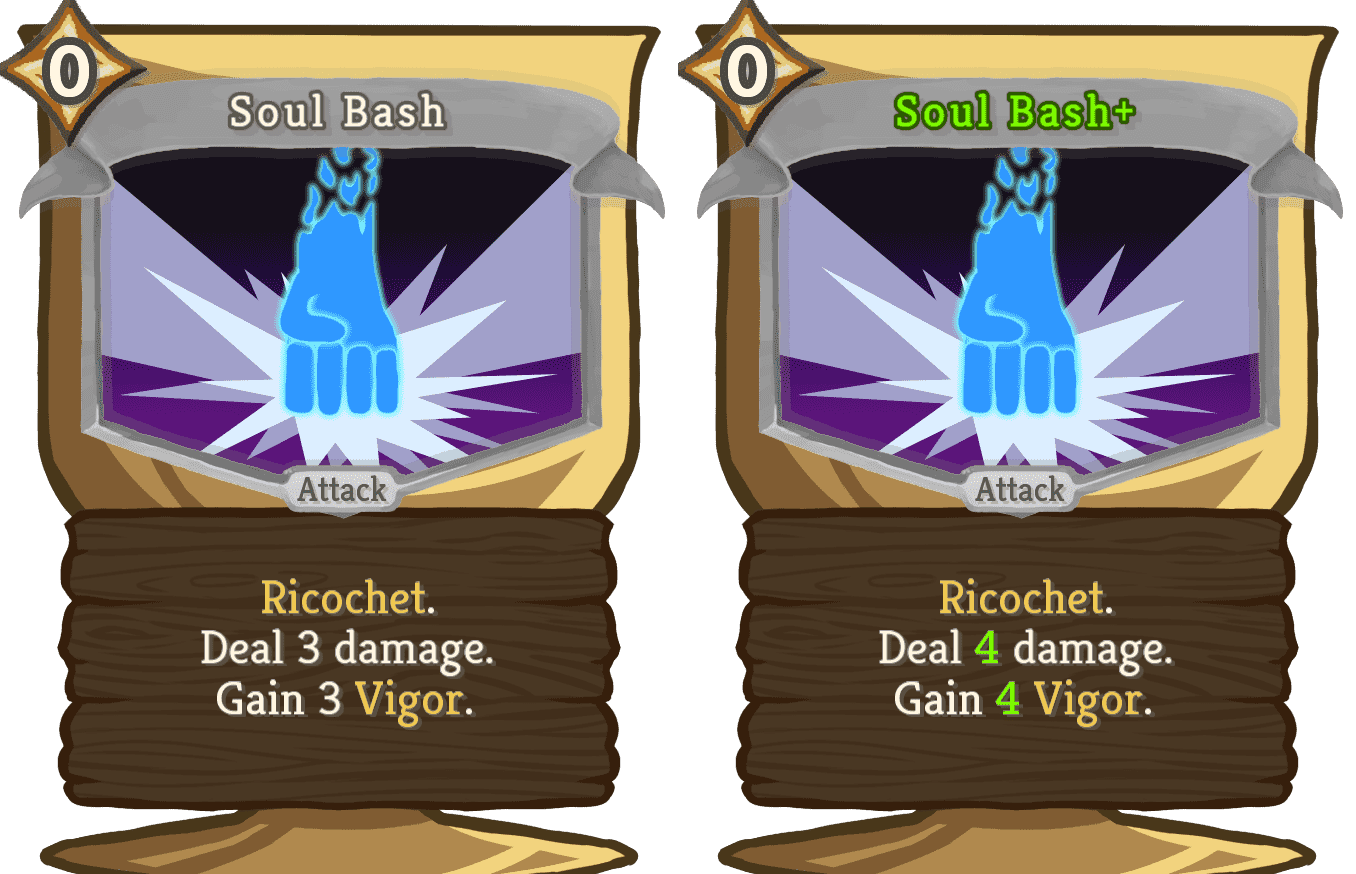 0
Soul Bash
Attack
Ricochet.
Deal 3 damage.
Gain 3 Vigor.
0
Soul Bash+
Attack
Ricochet.
Deal 4 damage.
Gain 4 Vigor.